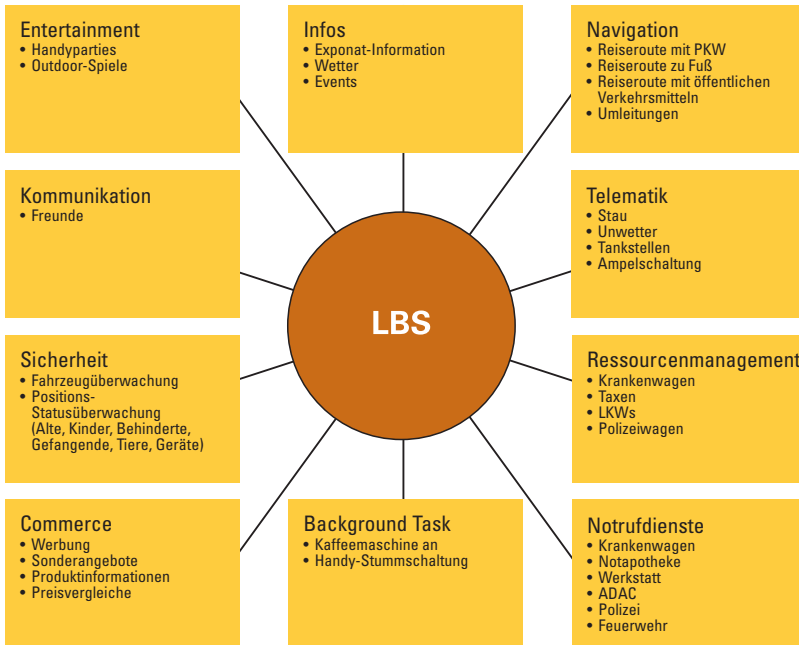 Entertainment
• Handyparties
• Outdoor-Spiele
Infos
• Exponat-Information
• Wetter
• Events
Navigation
• Reiseroute mit PKW
• Reiseroute zu Fuß
• Reiseroute mit öffentlichen
Verkehrsmitteln
• Umleitungen
Kommunikation
• Freunde
Telematik
• Stau
• Unwetter
• Tankstellen
• Ampelschaltung
LBS
Sicherheit
• Fahrzeugüberwachung
• Positions-
Statusüberwachung
(Alte, Kinder, Behinderte,
Gefangende, Tiere, Geräte)
Ressourcenmanagement
• Krankenwagen
• Taxen
• LKWs
• Polizeiwagen
Commerce
• Werbung
• Sonderangebote
• Produktinformationen
• Preisvergleiche
Background Task
• Kaffeemaschine an
• Handy-Stummschaltung
Notrufdienste
• Krankenwagen
• Notapotheke
• Werkstatt
• ADAC
• Polizei
• Feuerwehr